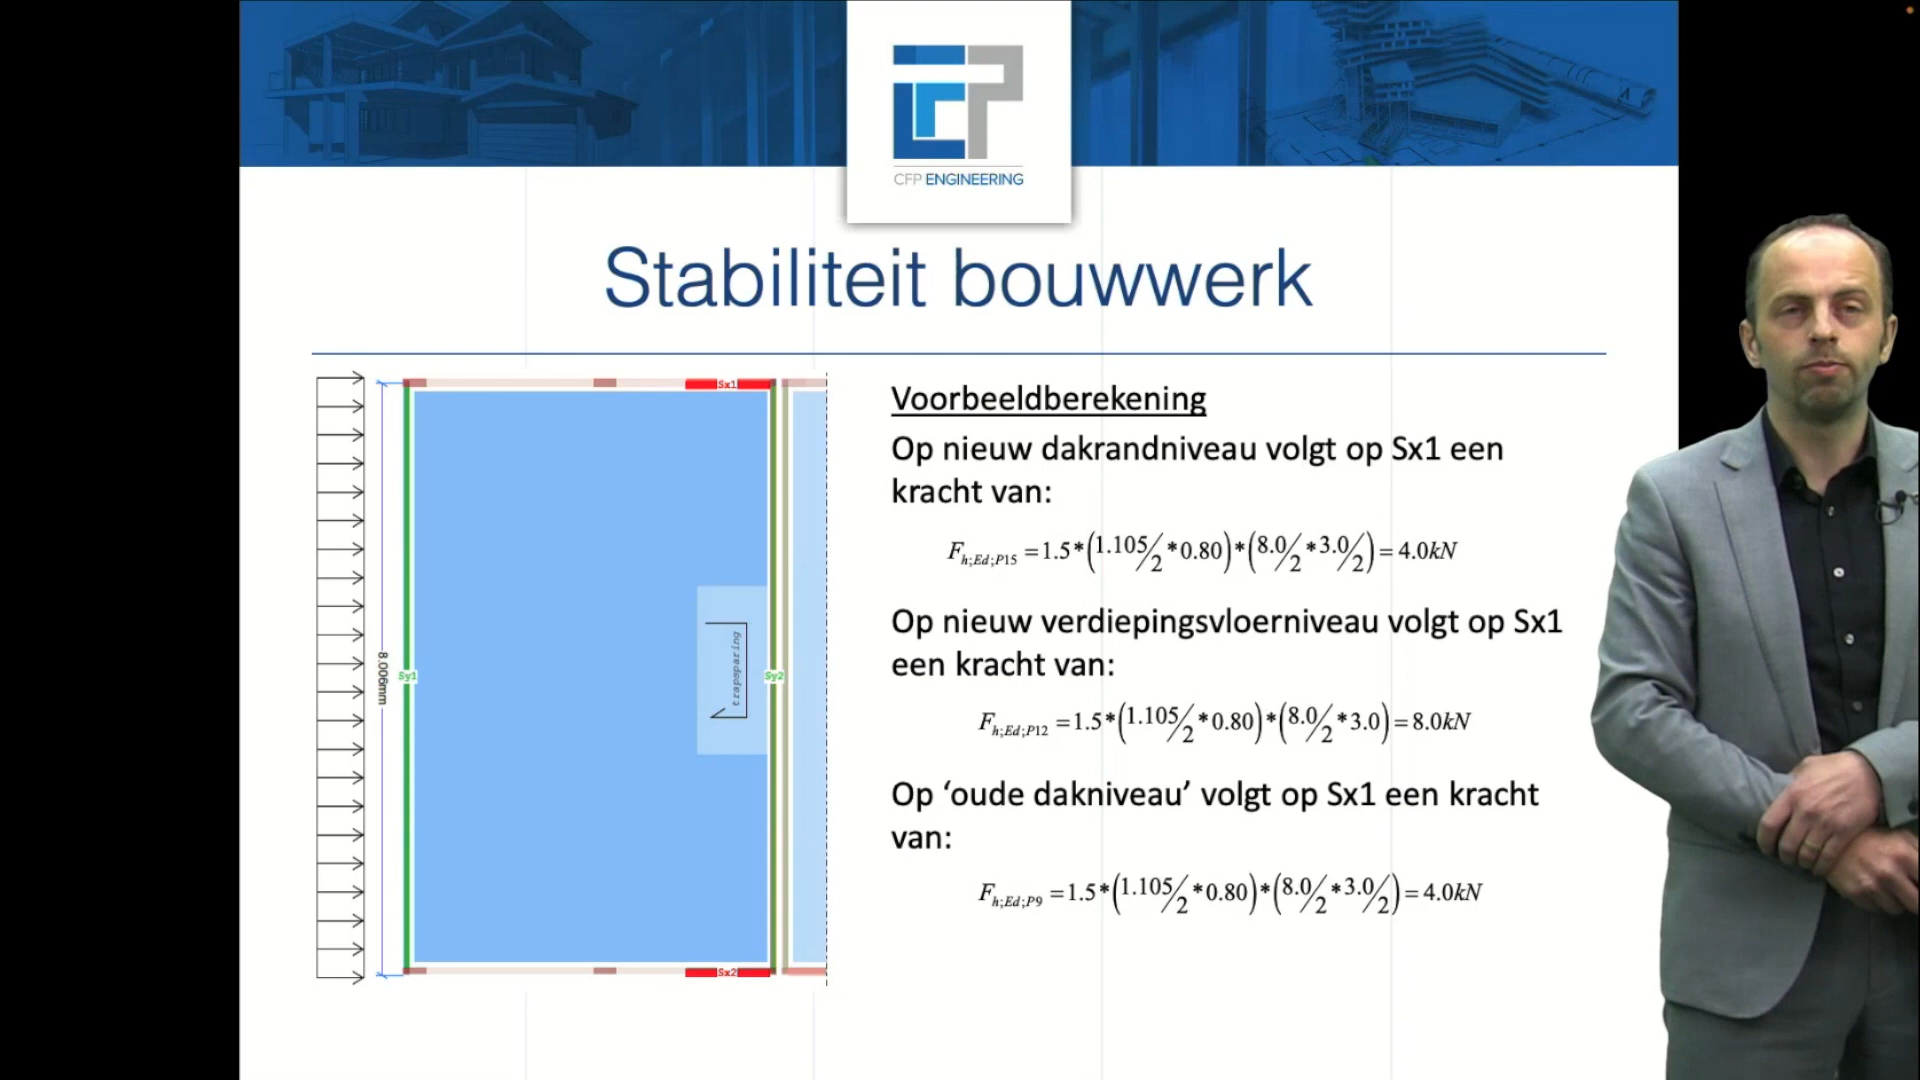 CFP ENGINEERING
Stabiliteit bouwwerk
Sx1
8.006mm
Sy1
trapsparing
Sy2
Sx2
Voorbeeldberekening
Op nieuw dakrandniveau volgt op Sx1 een
kracht van:
F_{h;Ed;P15} = 1.5*(1.105/2*0.80)*(8.0/2*3.0/2) = 4.0kN
Op nieuw verdiepingsvloerniveau volgt op Sx1
een kracht van:
F_{h;Ed;P12} = 1.5*(1.105/2*0.80)*(8.0/2*3.0) = 8.0kN
Op ‘oude dakniveau’ volgt op Sx1 een kracht
van:
F_{h;Ed;P9} = 1.5*(1.105/2*0.80)*(8.0/2*3.0/2) = 4.0kN